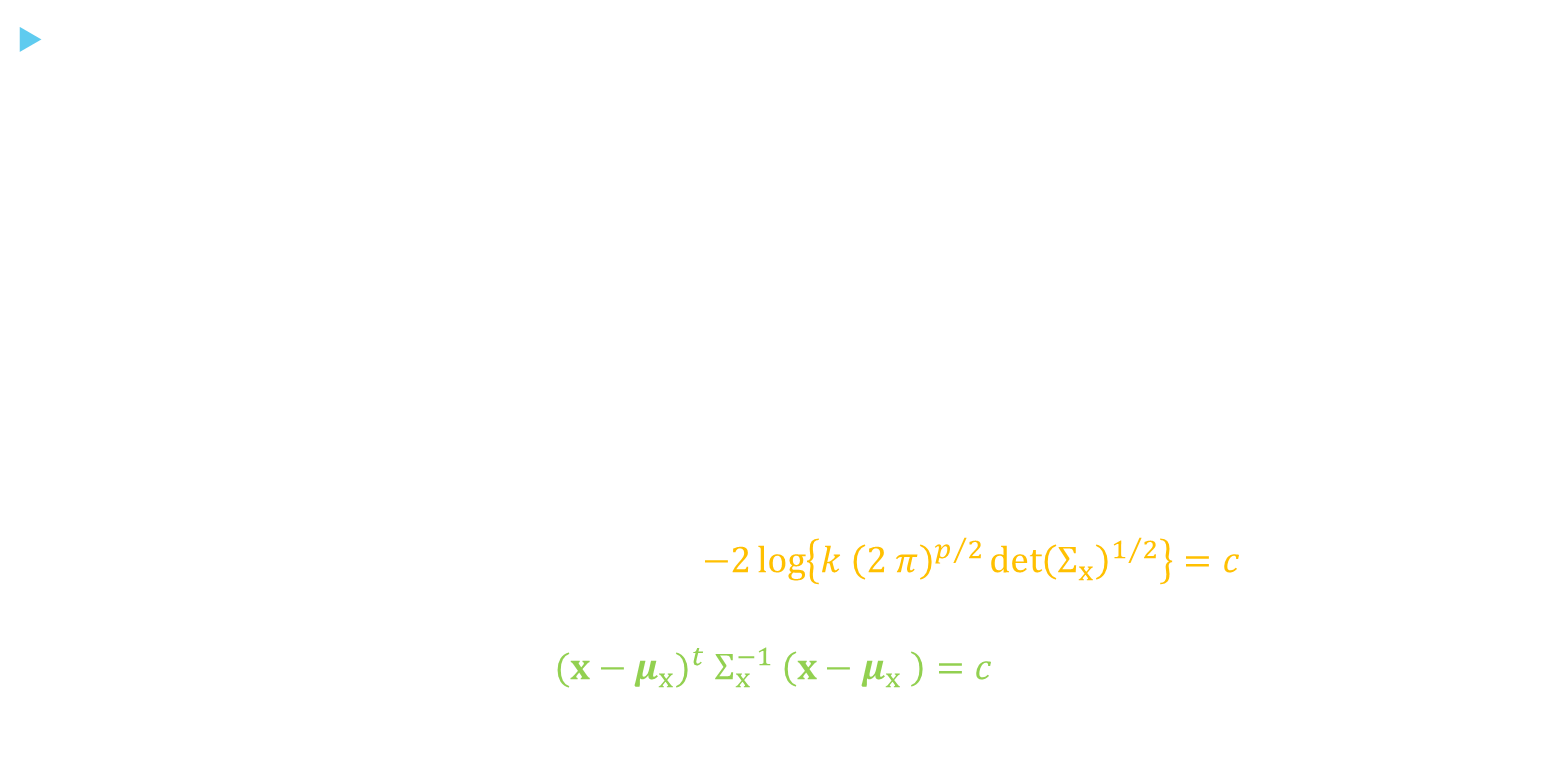 −2 log{k (2 π)^{p/2} det(Σ_x)^{1/2}} = c
(𝐱 − 𝝁_x)^t Σ_x^{−1} (𝐱 − 𝝁_x ) = c